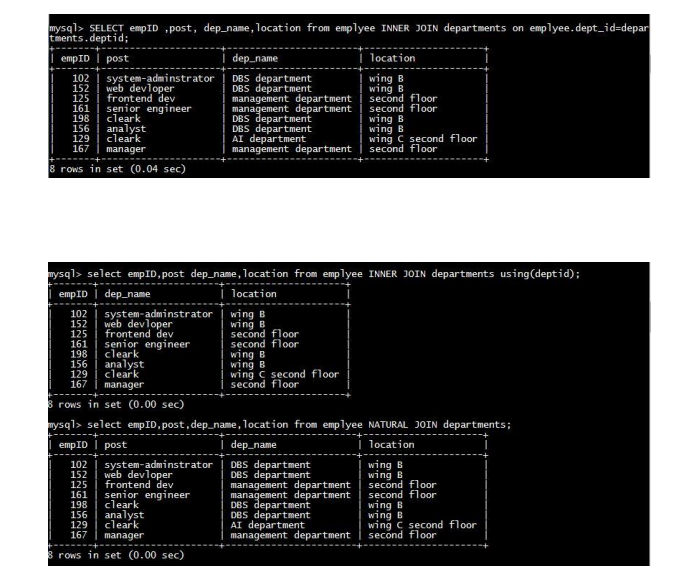 mysql> SELECT empID ,post, dep_name,location from emplyee INNER JOIN departments on emplyee.dept_id=depar
tments.deptid;
+-------+--------------------+-----------------------+---------------------+
| empID | post | dep_name | location |
| 102 | system-adminstrator | DBS department | wing B |
| 152 | web devloper | DBS department | wing B |
| 125 | frontend dev | management department | second floor |
| 161 | senior engineer | management department | second floor |
| 198 | cleark | DBS department | wing B |
| 156 | analyst | DBS department | wing B |
| 129 | cleark | AI department | wing C second floor |
| 167 | manager | management department | second floor |
8 rows in set (0.04 sec)
mysql> select empID,post dep_name,location from emplyee INNER JOIN departments using(deptid);
| empID | dep_name | location |
| 102 | system-adminstrator | wing B |
| 152 | web devloper | wing B |
| 125 | frontend dev | second floor |
| 161 | senior engineer | second floor |
| 198 | cleark | wing B |
| 156 | analyst | wing B |
| 129 | cleark | wing C second floor |
| 167 | manager | second floor |
8 rows in set (0.00 sec)
mysql> select empID,post,dep_name,location from emplyee NATURAL JOIN departments;
| empID | post | dep_name | location |
| 102 | system-adminstrator | DBS department | wing B |
| 152 | web devloper | DBS department | wing B |
| 125 | frontend dev | management department | second floor |
| 161 | senior engineer | management department | second floor |
| 198 | cleark | DBS department | wing B |
| 156 | analyst | DBS department | wing B |
| 129 | cleark | AI department | wing C second floor |
| 167 | manager | management department | second floor |
8 rows in set (0.00 sec)